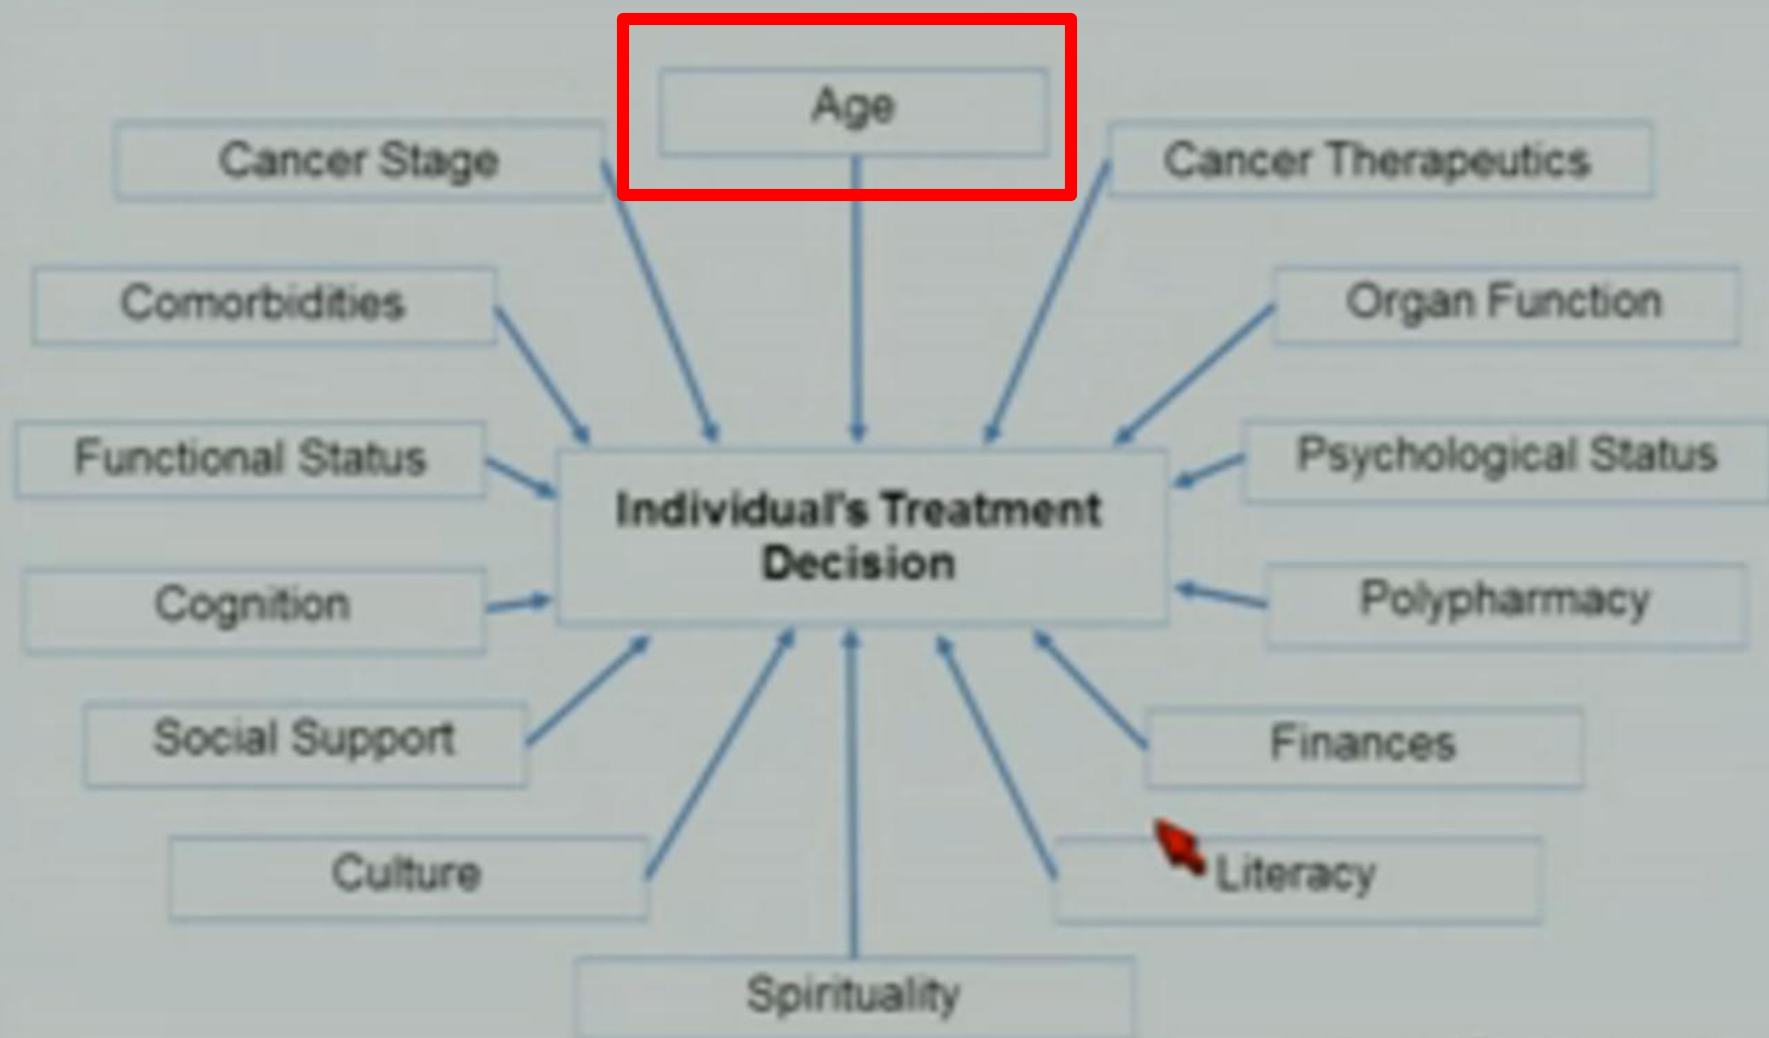 Age
Cancer Stage
Cancer Therapeutics
Comorbidities
Organ Function
Functional Status
Psychological Status
Individual's Treatment
Decision
Cognition
Polypharmacy
Social Support
Finances
Culture
Literacy
Spirituality